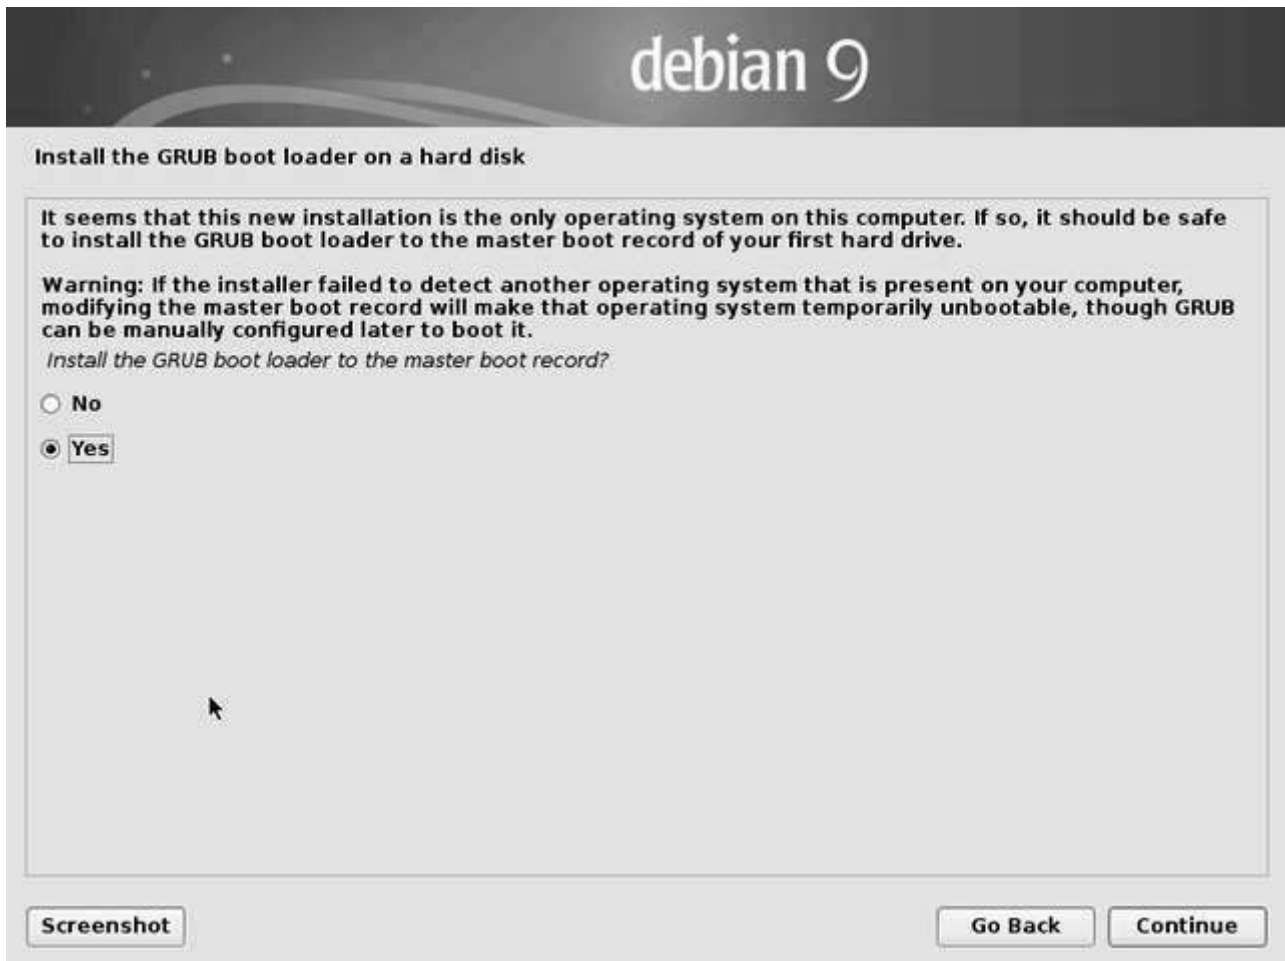 debian 9
Install the GRUB boot loader on a hard disk
It seems that this new installation is the only operating system on this computer. If so, it should be safe
to install the GRUB boot loader to the master boot record of your first hard drive.
Warning: If the installer failed to detect another operating system that is present on your computer,
modifying the master boot record will make that operating system temporarily unbootable, though GRUB
can be manually configured later to boot it.
Install the GRUB boot loader to the master boot record?
No
Yes
Screenshot Go Back Continue